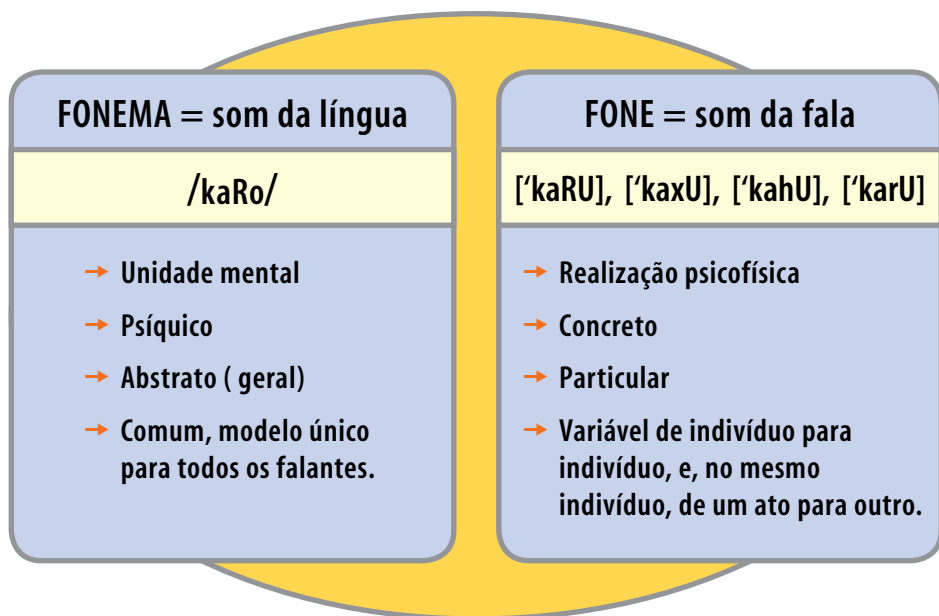 FONEMA = som da língua
/kaRo/
→ Unidade mental
→ Psíquico
→ Abstrato ( geral)
→ Comum, modelo único
para todos os falantes.
FONE = som da fala
[‘kaRU], [‘kaxU], [‘kahU], [‘karU]
→ Realização psicofísica
→ Concreto
→ Particular
→ Variável de indivíduo para
indivíduo, e, no mesmo
indivíduo, de um ato para outro.